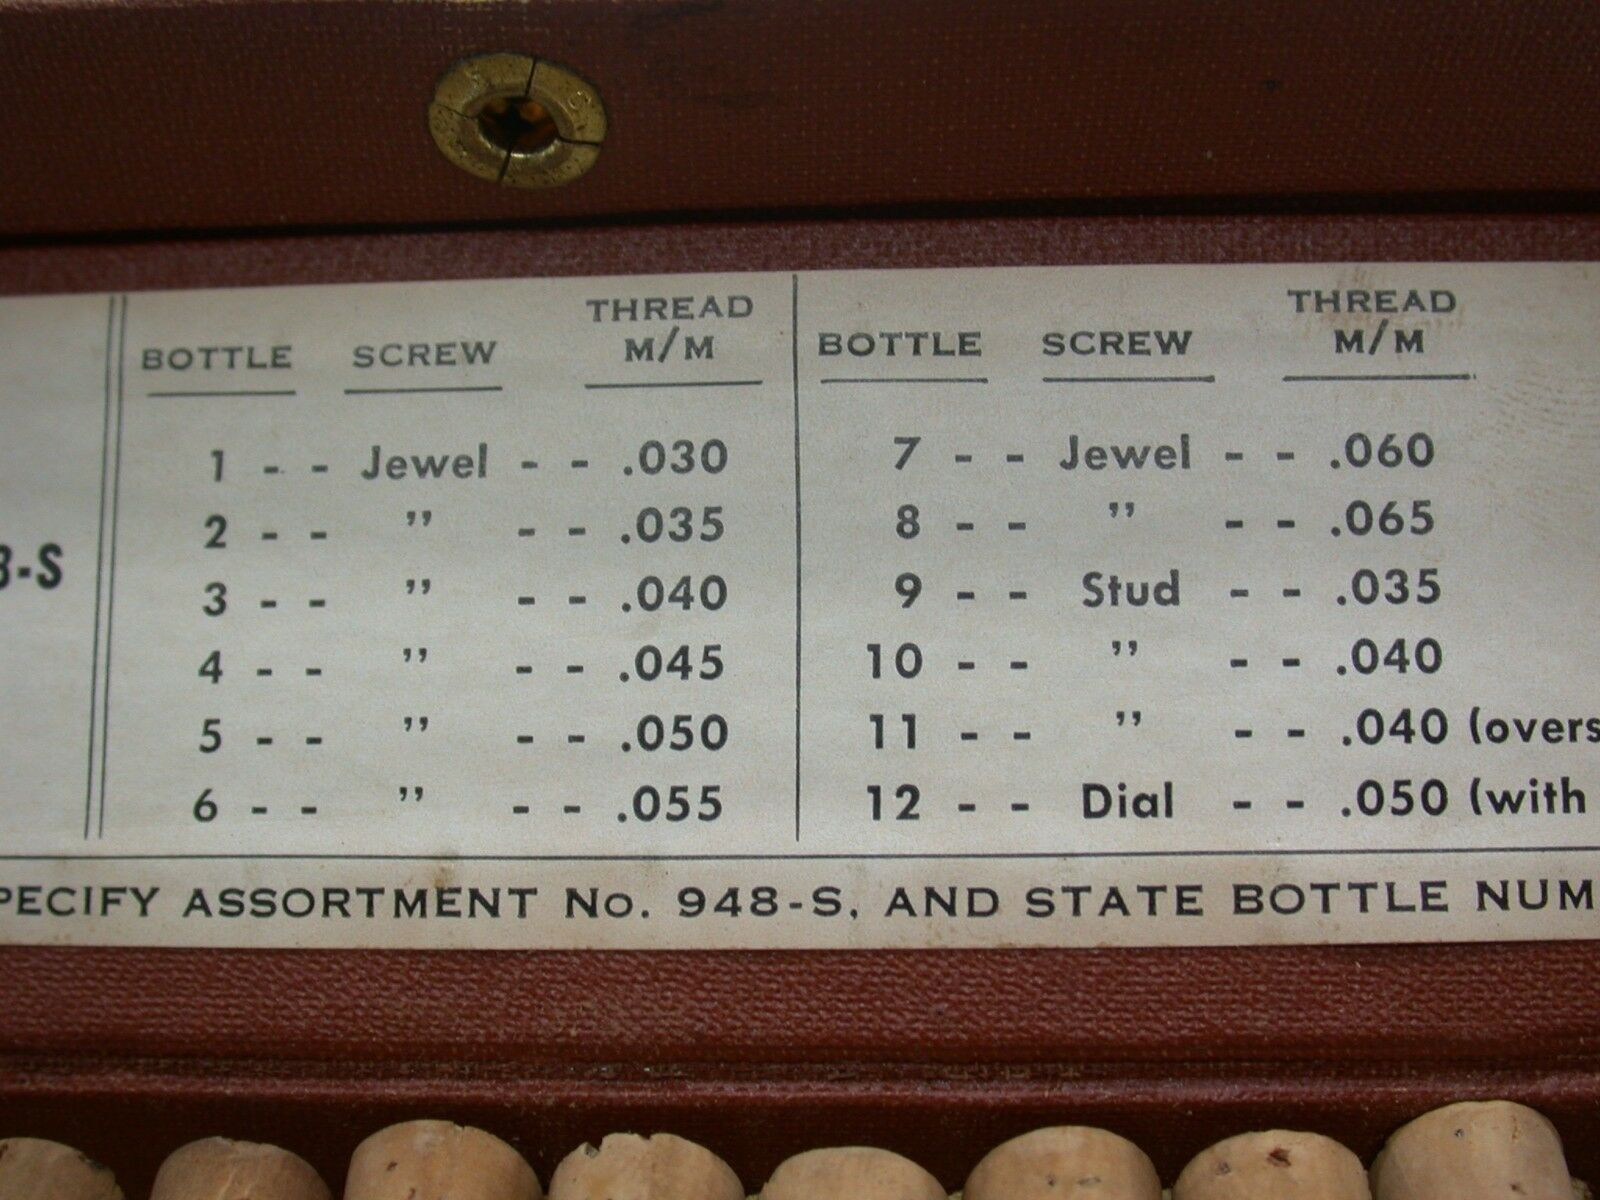 BOTTLE SCREW THREAD M/M
1 - - Jewel - - .030
2 - - " - - .035
3 - - " - - .040
4 - - " - - .045
5 - - " - - .050
6 - - " - - .055
BOTTLE SCREW THREAD M/M
7 - - Jewel - - .060
8 - - " - - .065
9 - - Stud - - .035
10 - - " - - .040
11 - - " - - .040 (overs
12 - - Dial - - .050 (with
8-S
PECIFY ASSORTMENT No. 948-S, AND STATE BOTTLE NUM